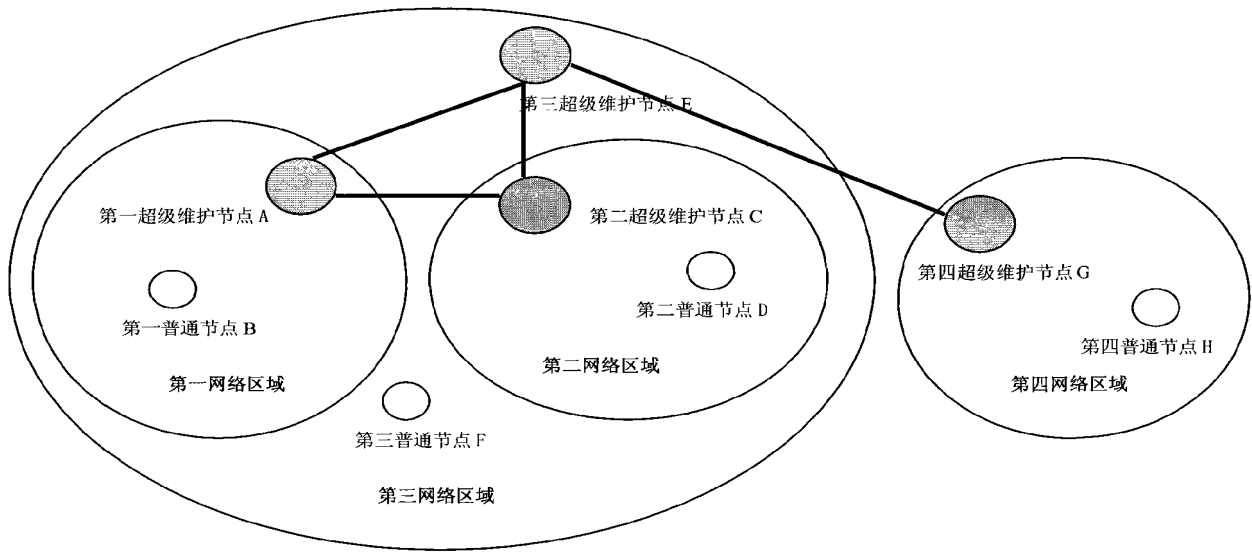 第三超级维护节点 E
第一超级维护节点 A
第二超级维护节点 C
第四超级维护节点 G
第一普通节点 B
第二普通节点 D
第四普通节点 H
第二网络区域
第一网络区域
第四网络区域
第三普通节点 F
第三网络区域